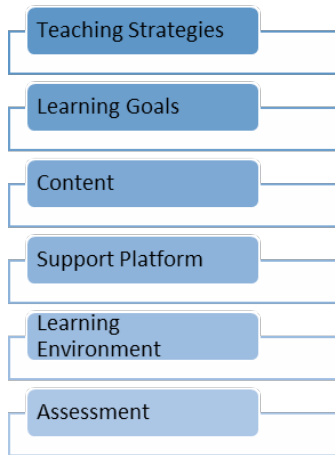 Teaching Strategies
Learning Goals
Content
Support Platform
Learning
Environment
Assessment